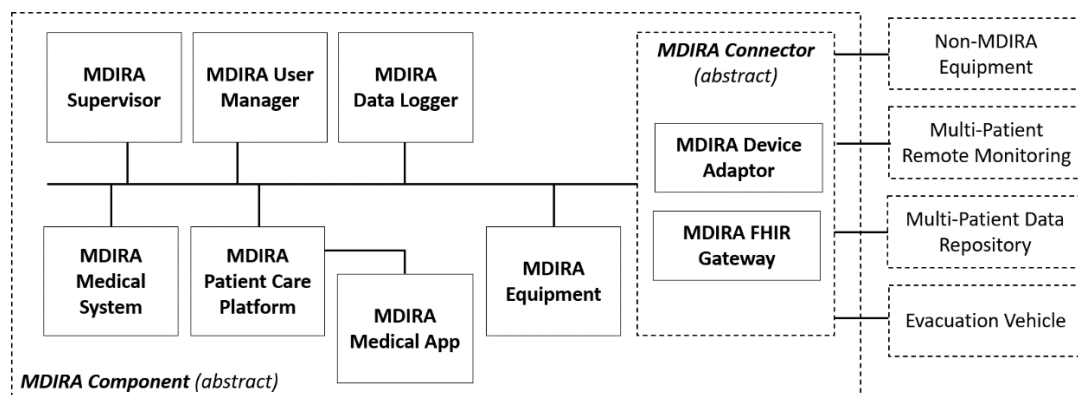 MDIRA
Supervisor
MDIRA User
Manager
MDIRA
Data Logger
MDIRA Connector
(abstract)
Non-MDIRA
Equipment
MDIRA Device
Adaptor
Multi-Patient
Remote Monitoring
MDIRA FHIR
Gateway
Multi-Patient Data
Repository
MDIRA
Medical
System
MDIRA
Patient Care
Platform
MDIRA
Medical App
MDIRA
Equipment
Evacuation Vehicle
MDIRA Component (abstract)